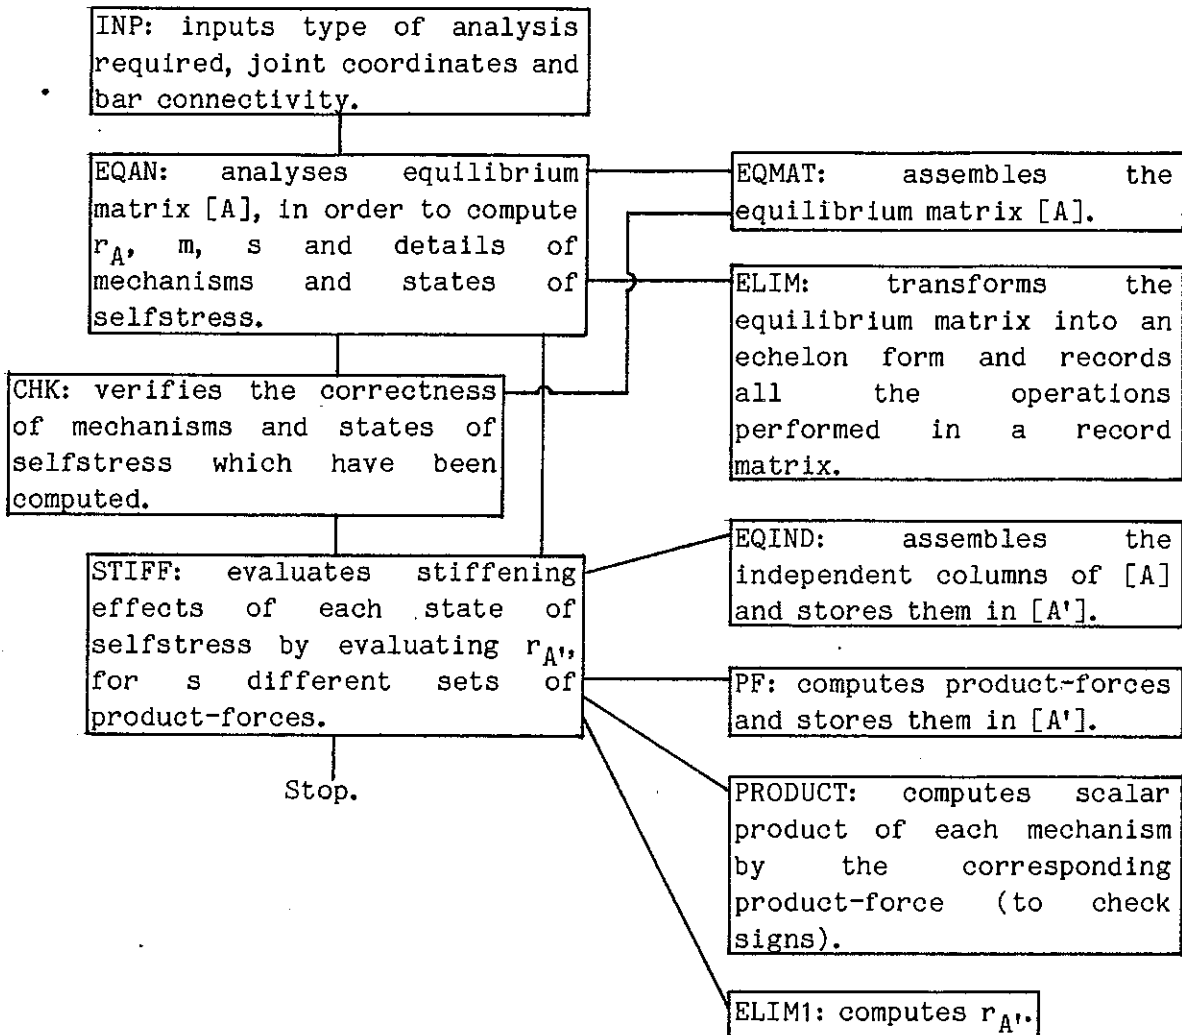 INP: inputs type of analysis
required, joint coordinates and
bar connectivity.
EQAN: analyses equilibrium
matrix [A], in order to compute
r_A, m, s and details of
mechanisms and states of
selfstress.
CHK: verifies the correctness
of mechanisms and states of
selfstress which have been
computed.
STIFF: evaluates stiffening
effects of each state of
selfstress by evaluating r_A',
for s different sets of
product-forces.
Stop.
EQMAT: assembles the
equilibrium matrix [A].
ELIM: transforms the
equilibrium matrix into an
echelon form and records
all the operations
performed in a record
matrix.
EQIND: assembles the
independent columns of [A]
and stores them in [A'].
PF: computes product-forces
and stores them in [A'].
PRODUCT: computes scalar
product of each mechanism
by the corresponding
product-force (to check
signs).
ELIM1: computes r_A'.